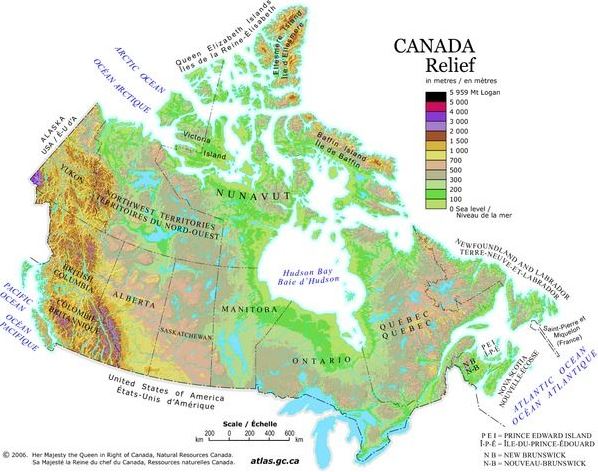 CANADA
Relief
in metres / en mètres
5 959 Mt Logan
5 000
4 000
3 000
2 000
1 500
1 000
700
500
300
200
100
0 Sea level /
Niveau de la mer
Queen Elizabeth Islands
Îles de la Reine-Élisabeth
Ellesmere Island
Île d'Ellesmere
ARCTIC OCEAN
OCÉAN ARCTIQUE
ALASKA
USA / É-U d'A
Victoria
Island
Baffin Island
Île de Baffin
YUKON
NUNAVUT
NORTHWEST TERRITORIES
TERRITOIRES DU NORD-OUEST
NEWFOUNDLAND AND LABRADOR
TERRE-NEUVE-ET-LABRADOR
Hudson Bay
Baie d'Hudson
BRITISH
COLUMBIA
COLOMBIE-
BRITANNIQUE
PACIFIC
OCEAN
OCÉAN
PACIFIQUE
ALBERTA
SASKATCHEWAN
MANITOBA
ONTARIO
QUÉBEC
QUEBEC
Saint-Pierre et
Miquelon
(France)
P E I
Î-P-É
N B
N-B
NOVA SCOTIA
NOUVELLE-ÉCOSSE
ATLANTIC OCEAN
OCÉAN ATLANTIQUE
United States of America
États-Unis d'Amérique
Scale / Échelle
200 0 200 400 600
km km
P E I = PRINCE EDWARD ISLAND
Î-P-É = ÎLE-DU-PRINCE-ÉDOUARD
N B = NEW BRUNSWICK
N-B = NOUVEAU-BRUNSWICK
© 2006. Her Majesty the Queen in Right of Canada, Natural Resources Canada.
Sa Majesté la Reine du chef du Canada, Ressources naturelles Canada.
atlas.gc.ca